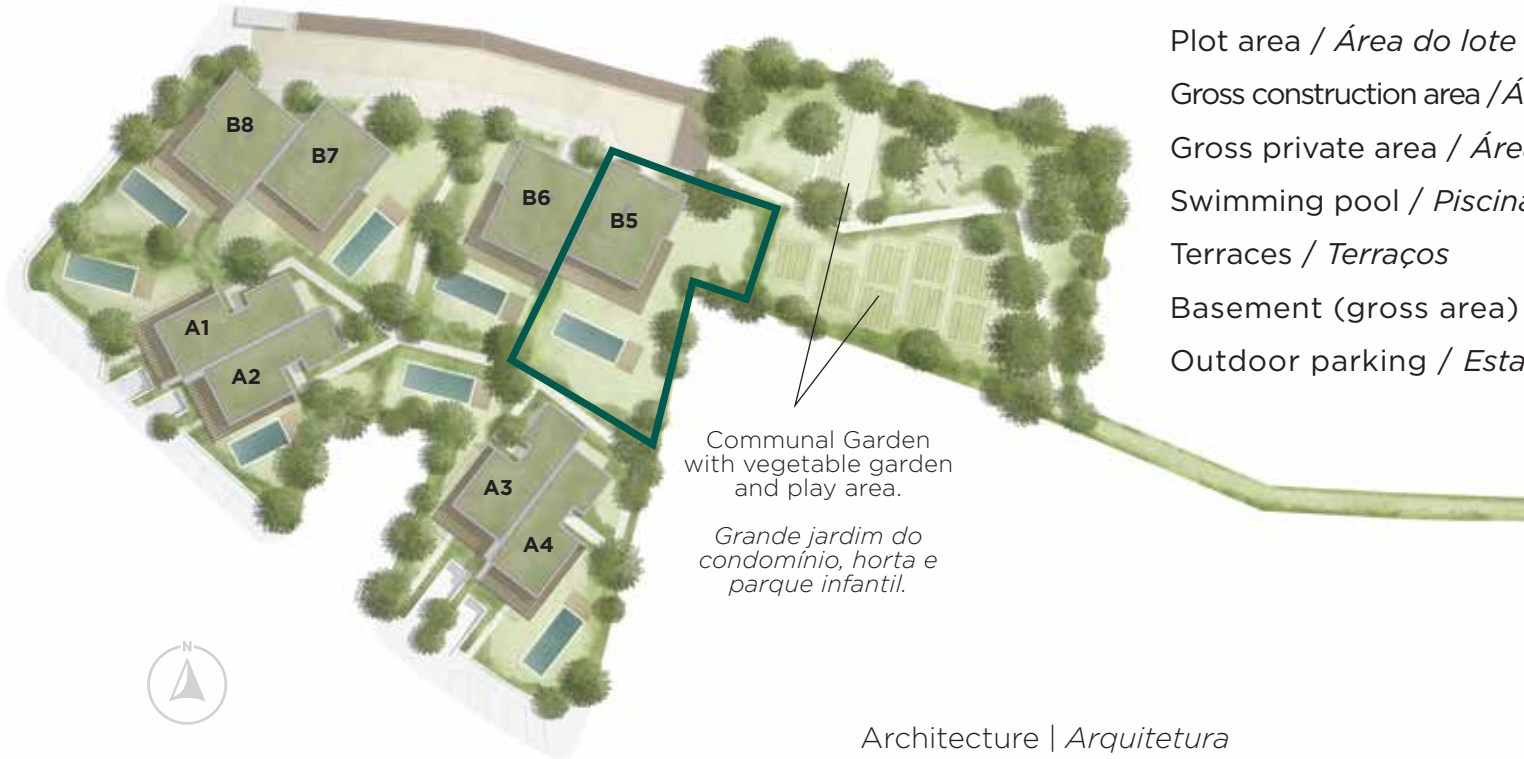 Plot area / Área do lote
Gross construction area /Á
Gross private area / Área
Swimming pool / Piscina
Terraces / Terraços
Basement (gross area)
Outdoor parking / Esta
B8
B7
B6
B5
A1
A2
A3
A4
Communal Garden
with vegetable garden
and play area.
Grande jardim do
condomínio, horta e
parque infantil.
N
Architecture | Arquitetura